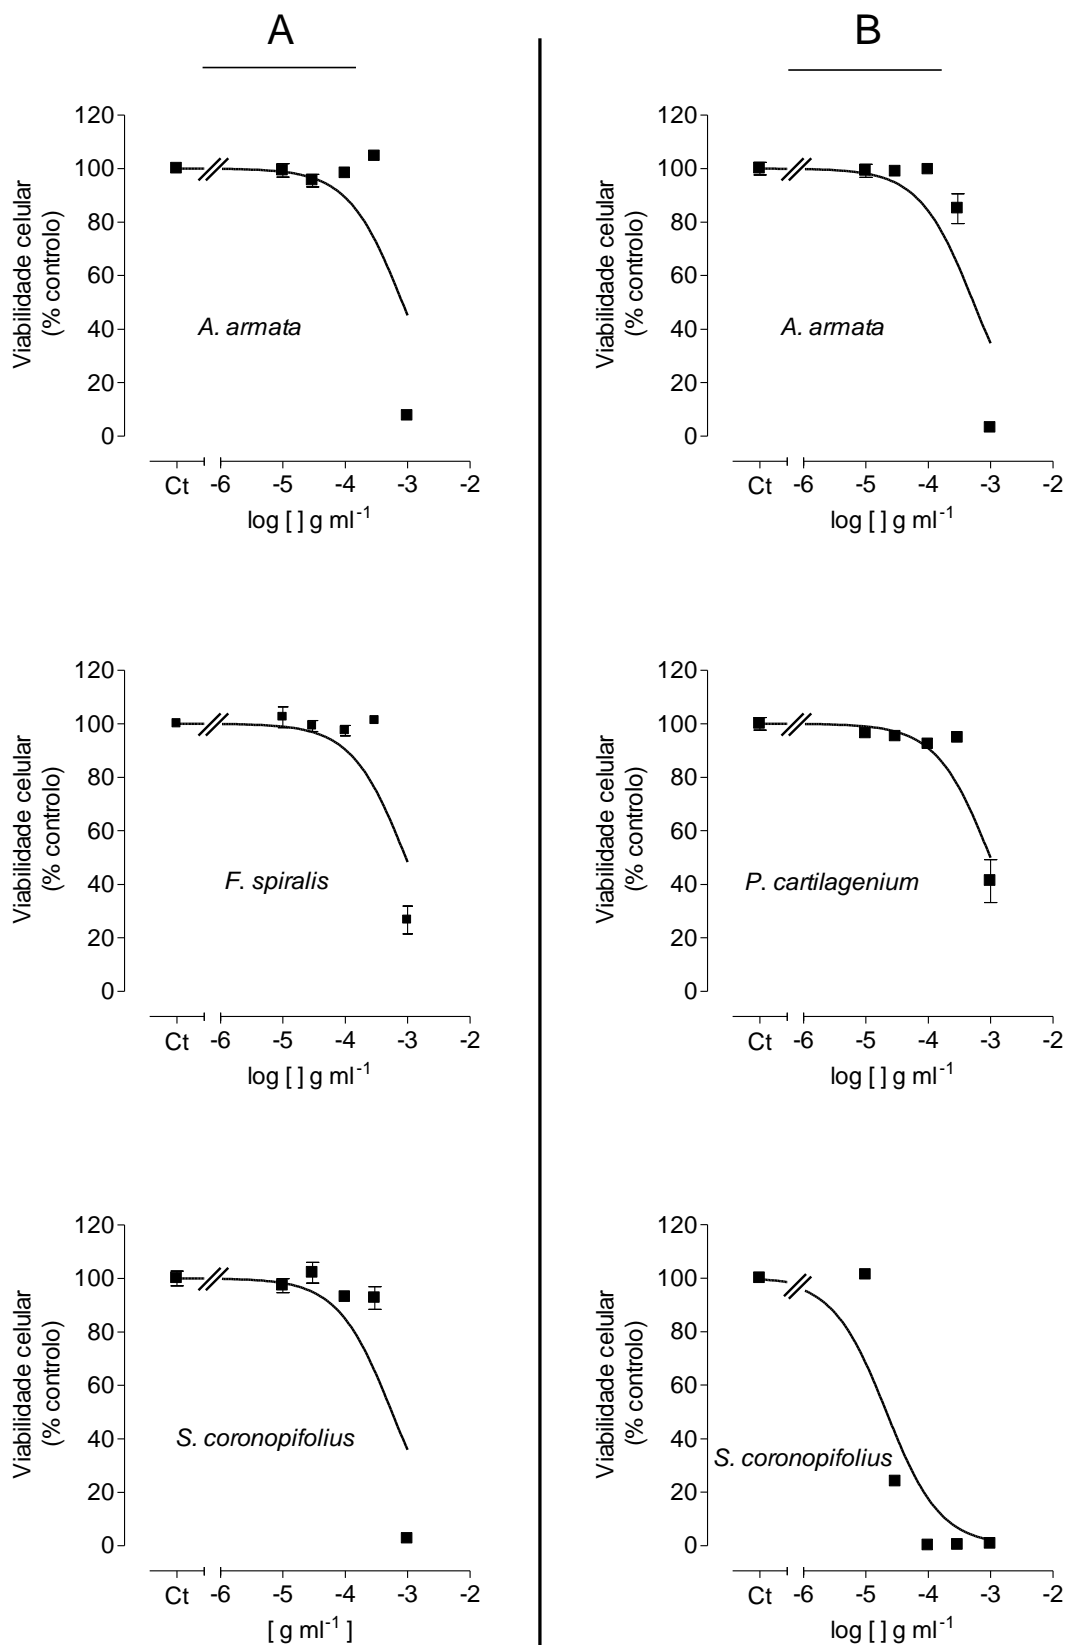 A
120
100
80
60
40
20
0
Viabilidade celular
(% controlo)
A. armata
Ct -6 -5 -4 -3 -2
log [ ] g ml-1
120
100
80
60
40
20
0
Viabilidade celular
(% controlo)
F. spiralis
Ct -6 -5 -4 -3 -2
log [ ] g ml-1
120
100
80
60
40
20
0
Viabilidade celular
(% controlo)
S. coronopifolius
Ct -6 -5 -4 -3 -2
[ g ml-1 ]
B
120
100
80
60
40
20
0
Viabilidade celular
(% controlo)
A. armata
Ct -6 -5 -4 -3 -2
log [ ] g ml-1
120
100
80
60
40
20
0
Viabilidade celular
(% controlo)
P. cartilagenium
Ct -6 -5 -4 -3 -2
log [ ] g ml-1
120
100
80
60
40
20
0
Viabilidade celular
(% controlo)
S. coronopifolius
Ct -6 -5 -4 -3 -2
log [ ] g ml-1